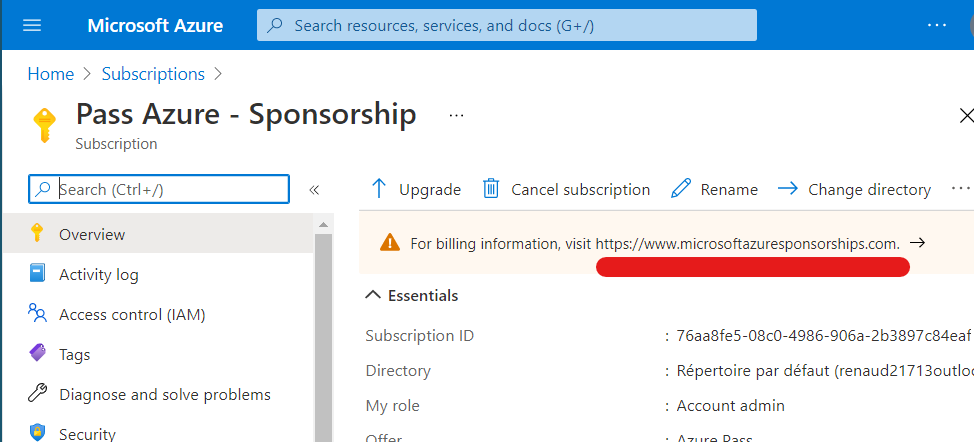 Microsoft Azure
Search resources, services, and docs (G+/)
Home > Subscriptions >
Pass Azure - Sponsorship
Subscription
Search (Ctrl+/)
Overview
Activity log
Access control (IAM)
Tags
Diagnose and solve problems
Security
Upgrade Cancel subscription Rename Change directory
For billing information, visit https://www.microsoftazuresponsorships.com.
Essentials
Subscription ID : 76aa8fe5-08c0-4986-906a-2b3897c84eaf
Directory : Répertoire par défaut (renaud21713outloo
My role : Account admin
Offer : Azure Pass